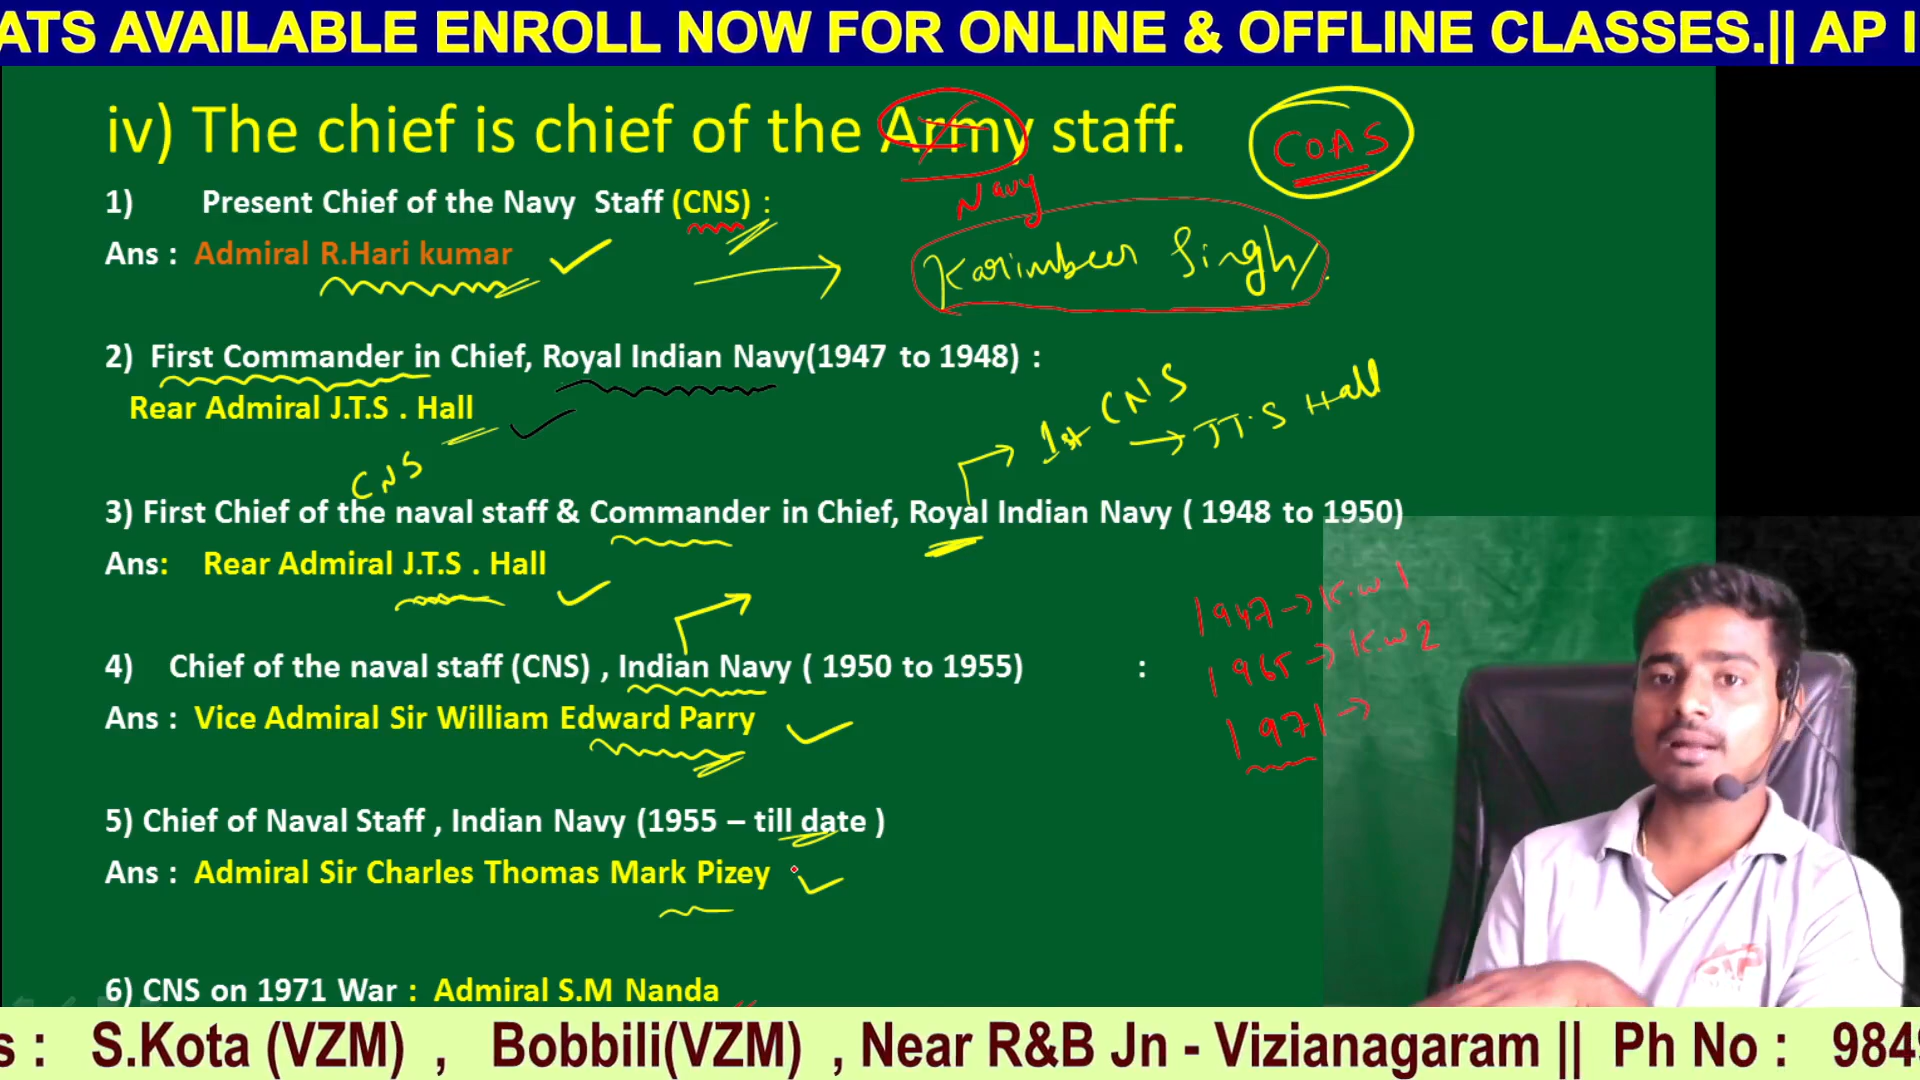 ATS AVAILABLE ENROLL NOW FOR ONLINE & OFFLINE CLASSES.|| AP I
iv) The chief is chief of the Army staff.
COAS
Navy
1) Present Chief of the Navy Staff (CNS) :
Ans : Admiral R.Hari kumar
Karimbeer Singh
2) First Commander in Chief, Royal Indian Navy(1947 to 1948) :
Rear Admiral J.T.S . Hall
1st CNS
→ JT.S Hall
CNS
3) First Chief of the naval staff & Commander in Chief, Royal Indian Navy ( 1948 to 1950)
Ans: Rear Admiral J.T.S . Hall
1947 → K.W 1
1965 → K.W 2
1971 →
4) Chief of the naval staff (CNS) , Indian Navy ( 1950 to 1955) :
Ans : Vice Admiral Sir William Edward Parry
5) Chief of Naval Staff , Indian Navy (1955 – till date )
Ans : Admiral Sir Charles Thomas Mark Pizey
6) CNS on 1971 War : Admiral S.M Nanda
s : S.Kota (VZM) , Bobbili(VZM) , Near R&B Jn - Vizianagaram || Ph No : 984